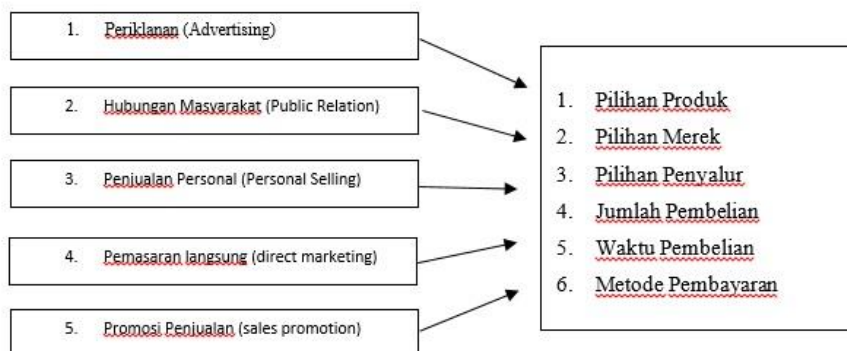 1. Periklanan (Advertising)
2. Hubungan Masyarakat (Public Relation)
3. Penjualan Personal (Personal Selling)
4. Pemasaran langsung (direct marketing)
5. Promosi Penjualan (sales promotion)
1. Pilihan Produk
2. Pilihan Merek
3. Pilihan Penyalur
4. Jumlah Pembelian
5. Waktu Pembelian
6. Metode Pembayaran